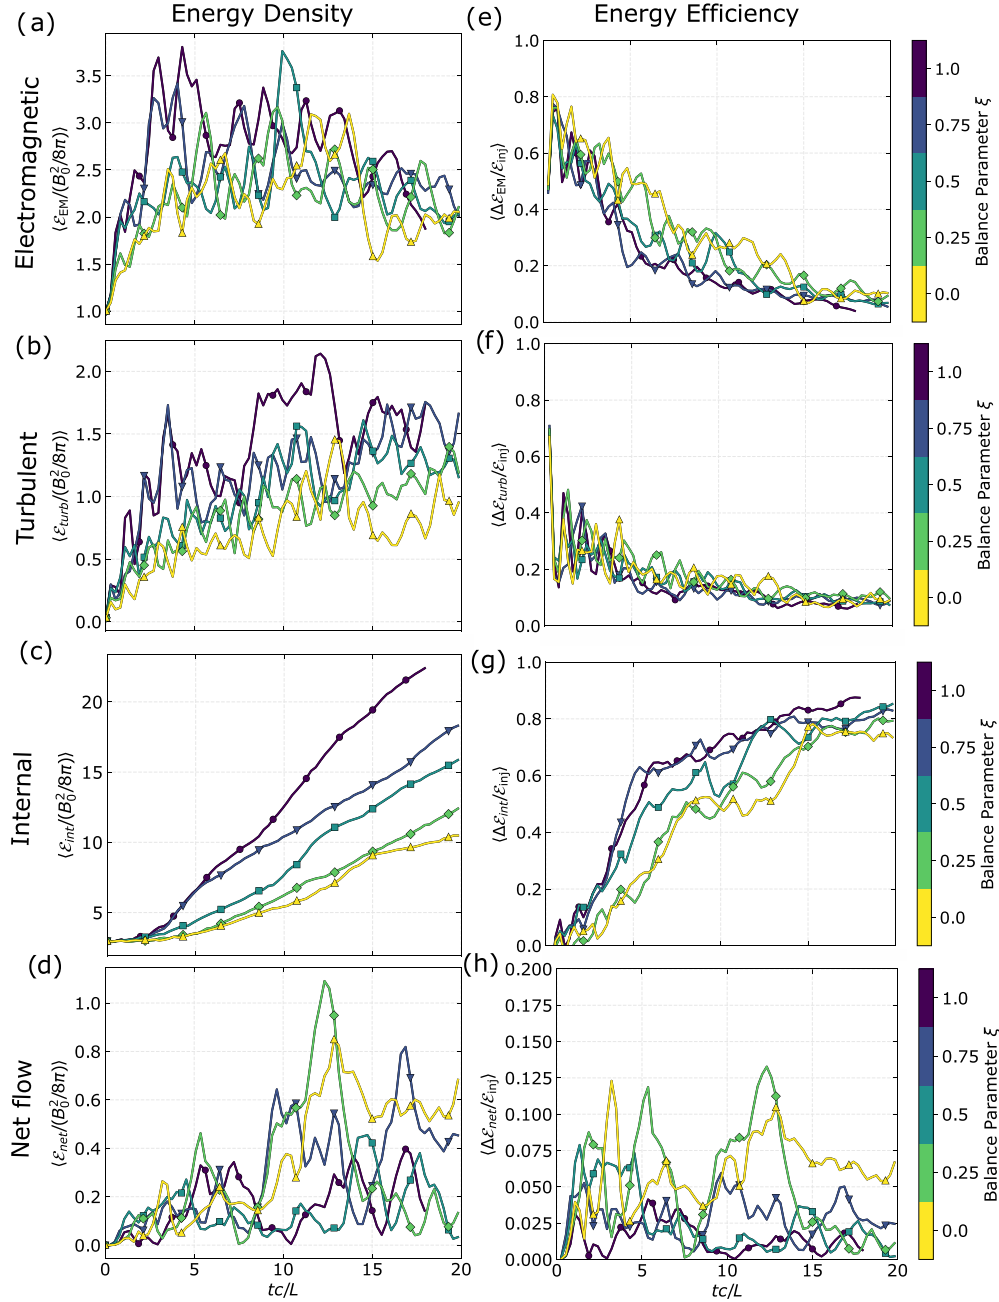 Energy Density
Energy Efficiency
(a)
Electromagnetic
⟨ℰ_EM/(B_0^2/8π)⟩
3.5
3.0
2.5
2.0
1.5
1.0
(e)
⟨Δℰ_EM/ℰ_inj⟩
1.0
0.8
0.6
0.4
0.2
0.0
1.0
0.75
0.5
0.25
0.0
Balance Parameter ξ
(b)
Turbulent
⟨ℰ_turb/(B_0^2/8π)⟩
2.0
1.5
1.0
0.5
0.0
(f)
⟨Δℰ_turb/ℰ_inj⟩
1.0
0.8
0.6
0.4
0.2
0.0
1.0
0.75
0.5
0.25
0.0
Balance Parameter ξ
(c)
Internal
⟨ℰ_int/(B_0^2/8π)⟩
20
15
10
5
(g)
⟨Δℰ_int/ℰ_inj⟩
1.0
0.8
0.6
0.4
0.2
0.0
1.0
0.75
0.5
0.25
0.0
Balance Parameter ξ
(d)
Net flow
⟨ℰ_net/(B_0^2/8π)⟩
1.0
0.8
0.6
0.4
0.2
0.0
0
5
10
15
20
tc/L
(h)
⟨Δℰ_net/ℰ_inj⟩
0.200
0.175
0.150
0.125
0.100
0.075
0.050
0.025
0.000
0
5
10
15
20
tc/L
1.0
0.75
0.5
0.25
0.0
Balance Parameter ξ